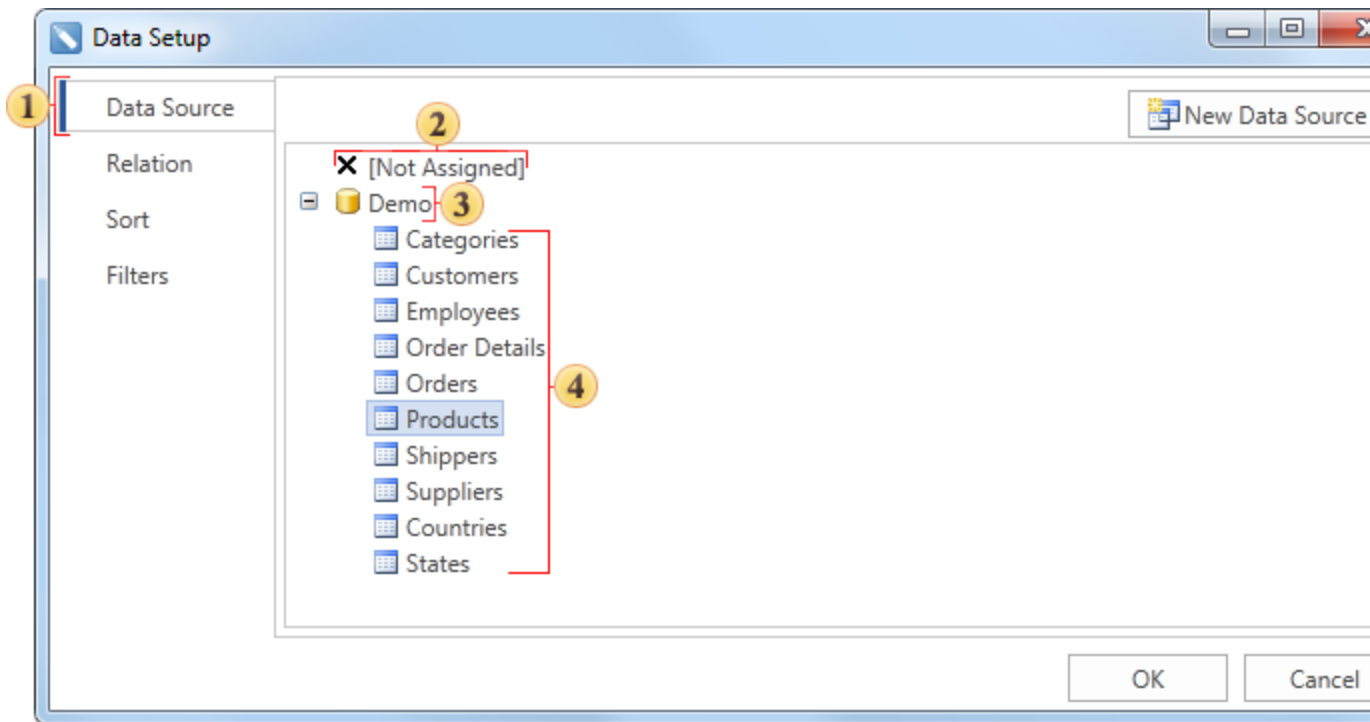 Data Setup
1
Data Source
New Data Source
2
Relation
[Not Assigned]
Demo 3
Sort
Categories
Customers
Filters
Employees
Order Details
Orders 4
Products
Shippers
Suppliers
Countries
States
OK Cancel